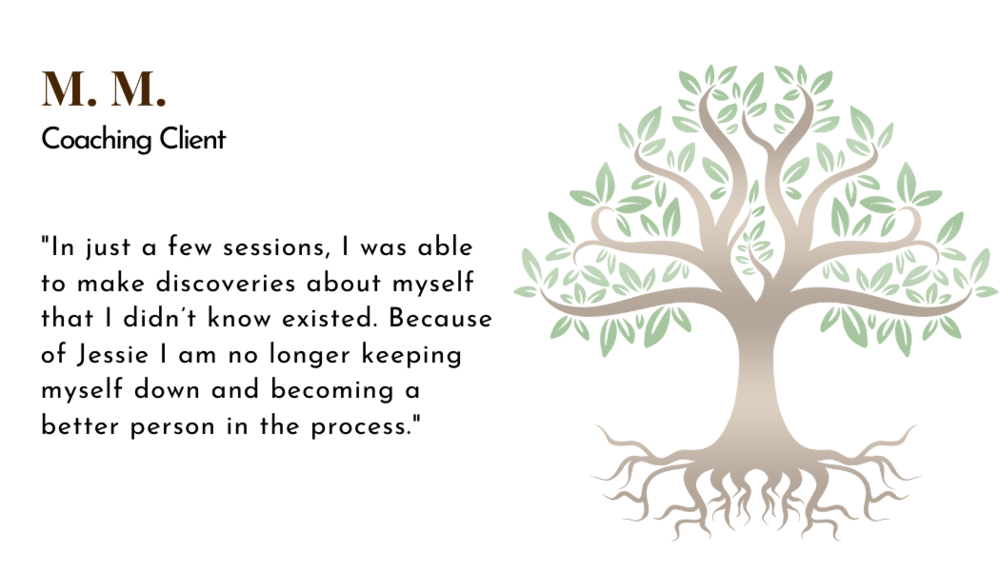 M. M.
Coaching Client
"In just a few sessions, I was able
to make discoveries about myself
that I didn't know existed. Because
of Jessie I am no longer keeping
myself down and becoming a
better person in the process."